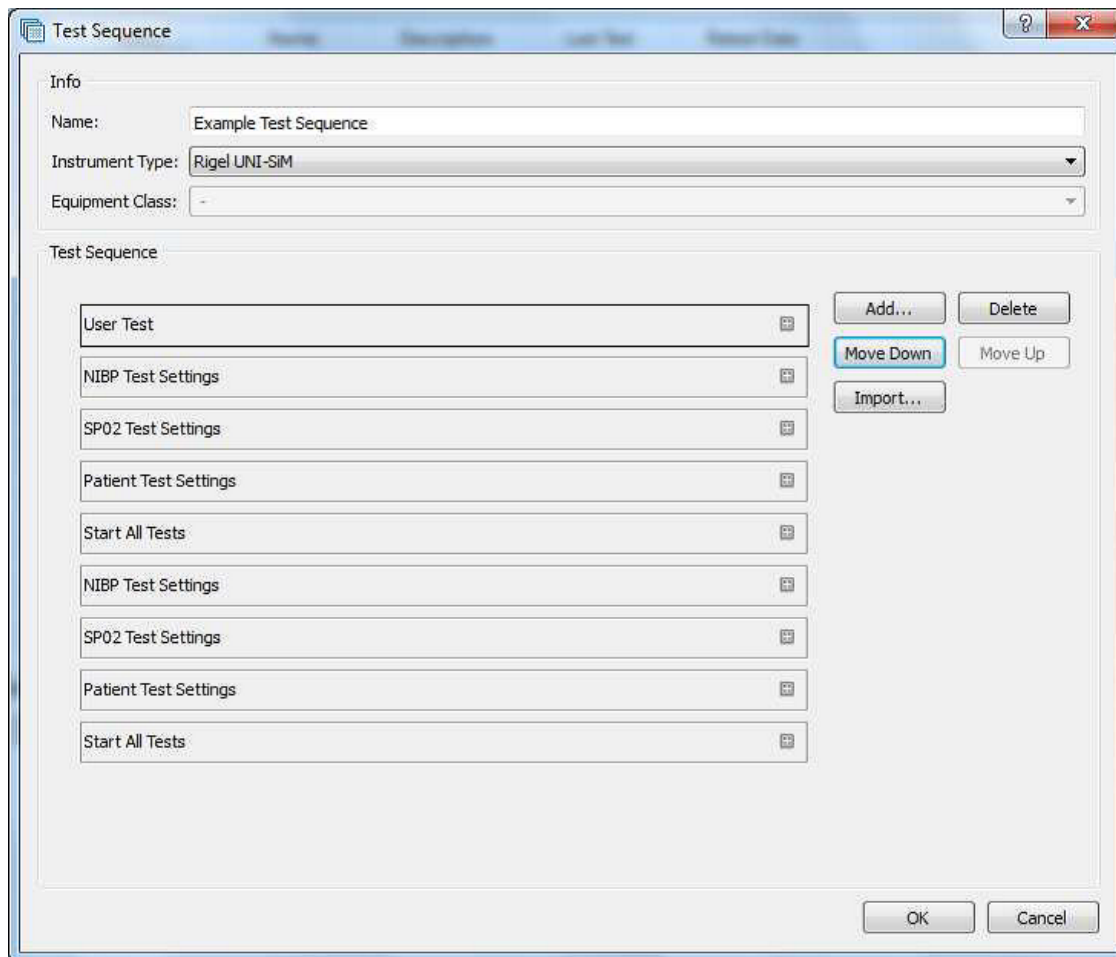 Test Sequence
Info
Name: Example Test Sequence
Instrument Type: Rigel UNI-SiM
Equipment Class: -
Test Sequence
User Test
Add... Delete
NIBP Test Settings
Move Down Move Up
Import...
SP02 Test Settings
Patient Test Settings
Start All Tests
NIBP Test Settings
SP02 Test Settings
Patient Test Settings
Start All Tests
OK Cancel